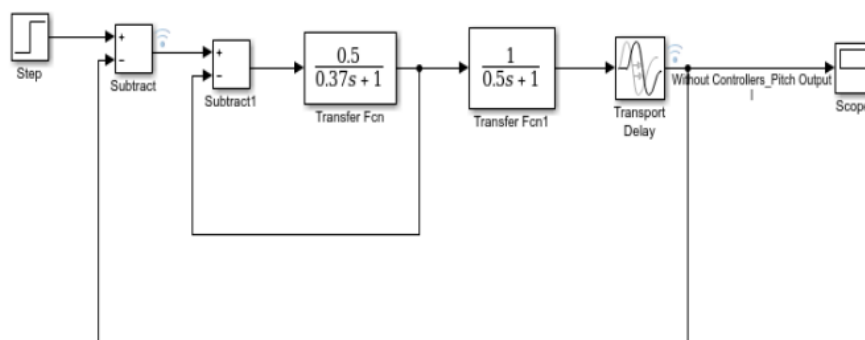 Step
+
−
Subtract
+
−
Subtract1
0.5
0.37s + 1
Transfer Fcn
1
0.5s + 1
Transfer Fcn1
Transport
Delay
Without Controllers_Pitch Output
Scope